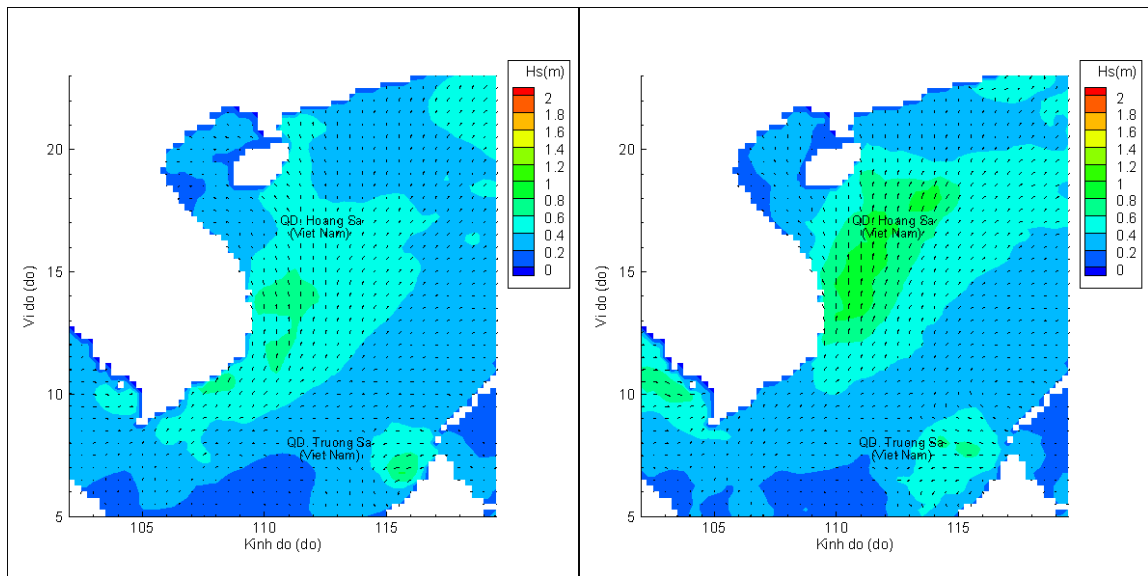 Hs(m)
2
1.8
1.6
1.4
1.2
1
0.8
0.6
0.4
0.2
0
20
15
10
5
105
110
115
Vi do (do)
Kinh do (do)
QD. Hoang Sa
(Viet Nam)
QD. Truong Sa
(Viet Nam)
Hs(m)
2
1.8
1.6
1.4
1.2
1
0.8
0.6
0.4
0.2
0
20
15
10
5
105
110
115
Vi do (do)
Kinh do (do)
QD. Hoang Sa
(Viet Nam)
QD. Truong Sa
(Viet Nam)